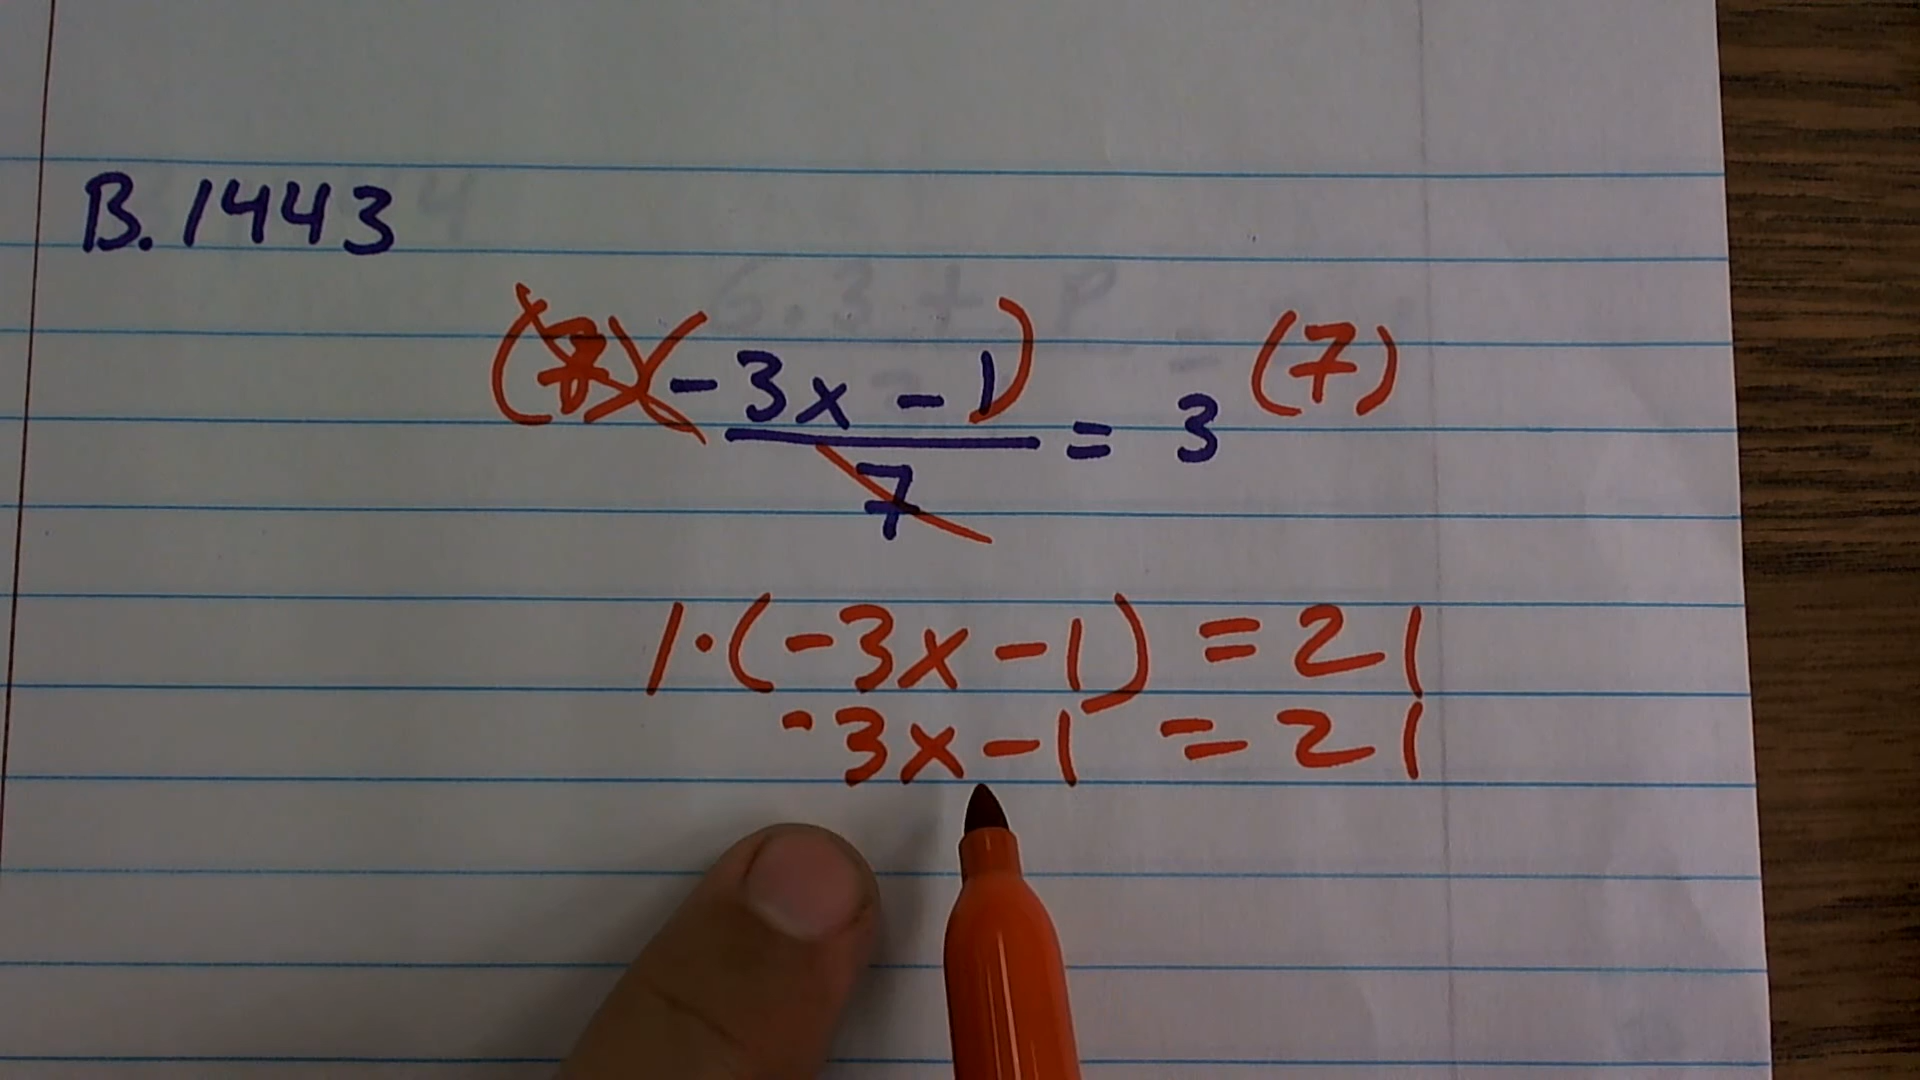 B. 1443
(7)(-3x - 1) = 3 (7)
7
1·(-3x - 1) = 21
-3x - 1 = 21